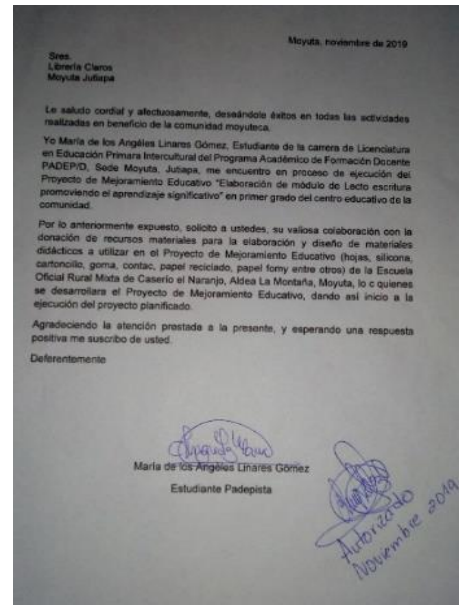 Moyuta, noviembre de 2019
Sres.
Librería Claros
Moyuta Jutiapa
Le saludo cordial y afectuosamente, deseándole éxitos en todas las actividades
realizadas en beneficio de la comunidad moyuteca.
Yo María de los Angéles Linares Gómez, Estudiante de la carrera de Licenciatura
en Educación Primara Intercultural del Programa Académico de Formación Docente
PADEP/D, Sede Moyuta, Jutiapa, me encuentro en proceso de ejecución del
Proyecto de Mejoramiento Educativo "Elaboración de módulo de Lecto escritura
promoviendo el aprendizaje significativo" en primer grado del centro educativo de la
comunidad.
Por lo anteriormente expuesto, solicito a ustedes, su valiosa colaboración con la
donación de recursos materiales para la elaboración y diseño de materiales
didácticos a utilizar en el Proyecto de Mejoramiento Educativo (hojas, silicona,
cartoncillo, goma, contac, papel reciclado, papel fomy entre otros) de la Escuela
Oficial Rural Mixta de Caserío el Naranjo, Aldea La Montaña, Moyuta, lo c quienes
se desarrollara el Proyecto de Mejoramiento Educativo, dando así inicio a la
ejecución del proyecto planificado.
Agradeciendo la atención prestada a la presente, y esperando una respuesta
positiva me suscribo de usted.
Deferentemente
María de los Angéles Linares Gómez
Estudiante Padepista
Autorizado
Noviembre 2019